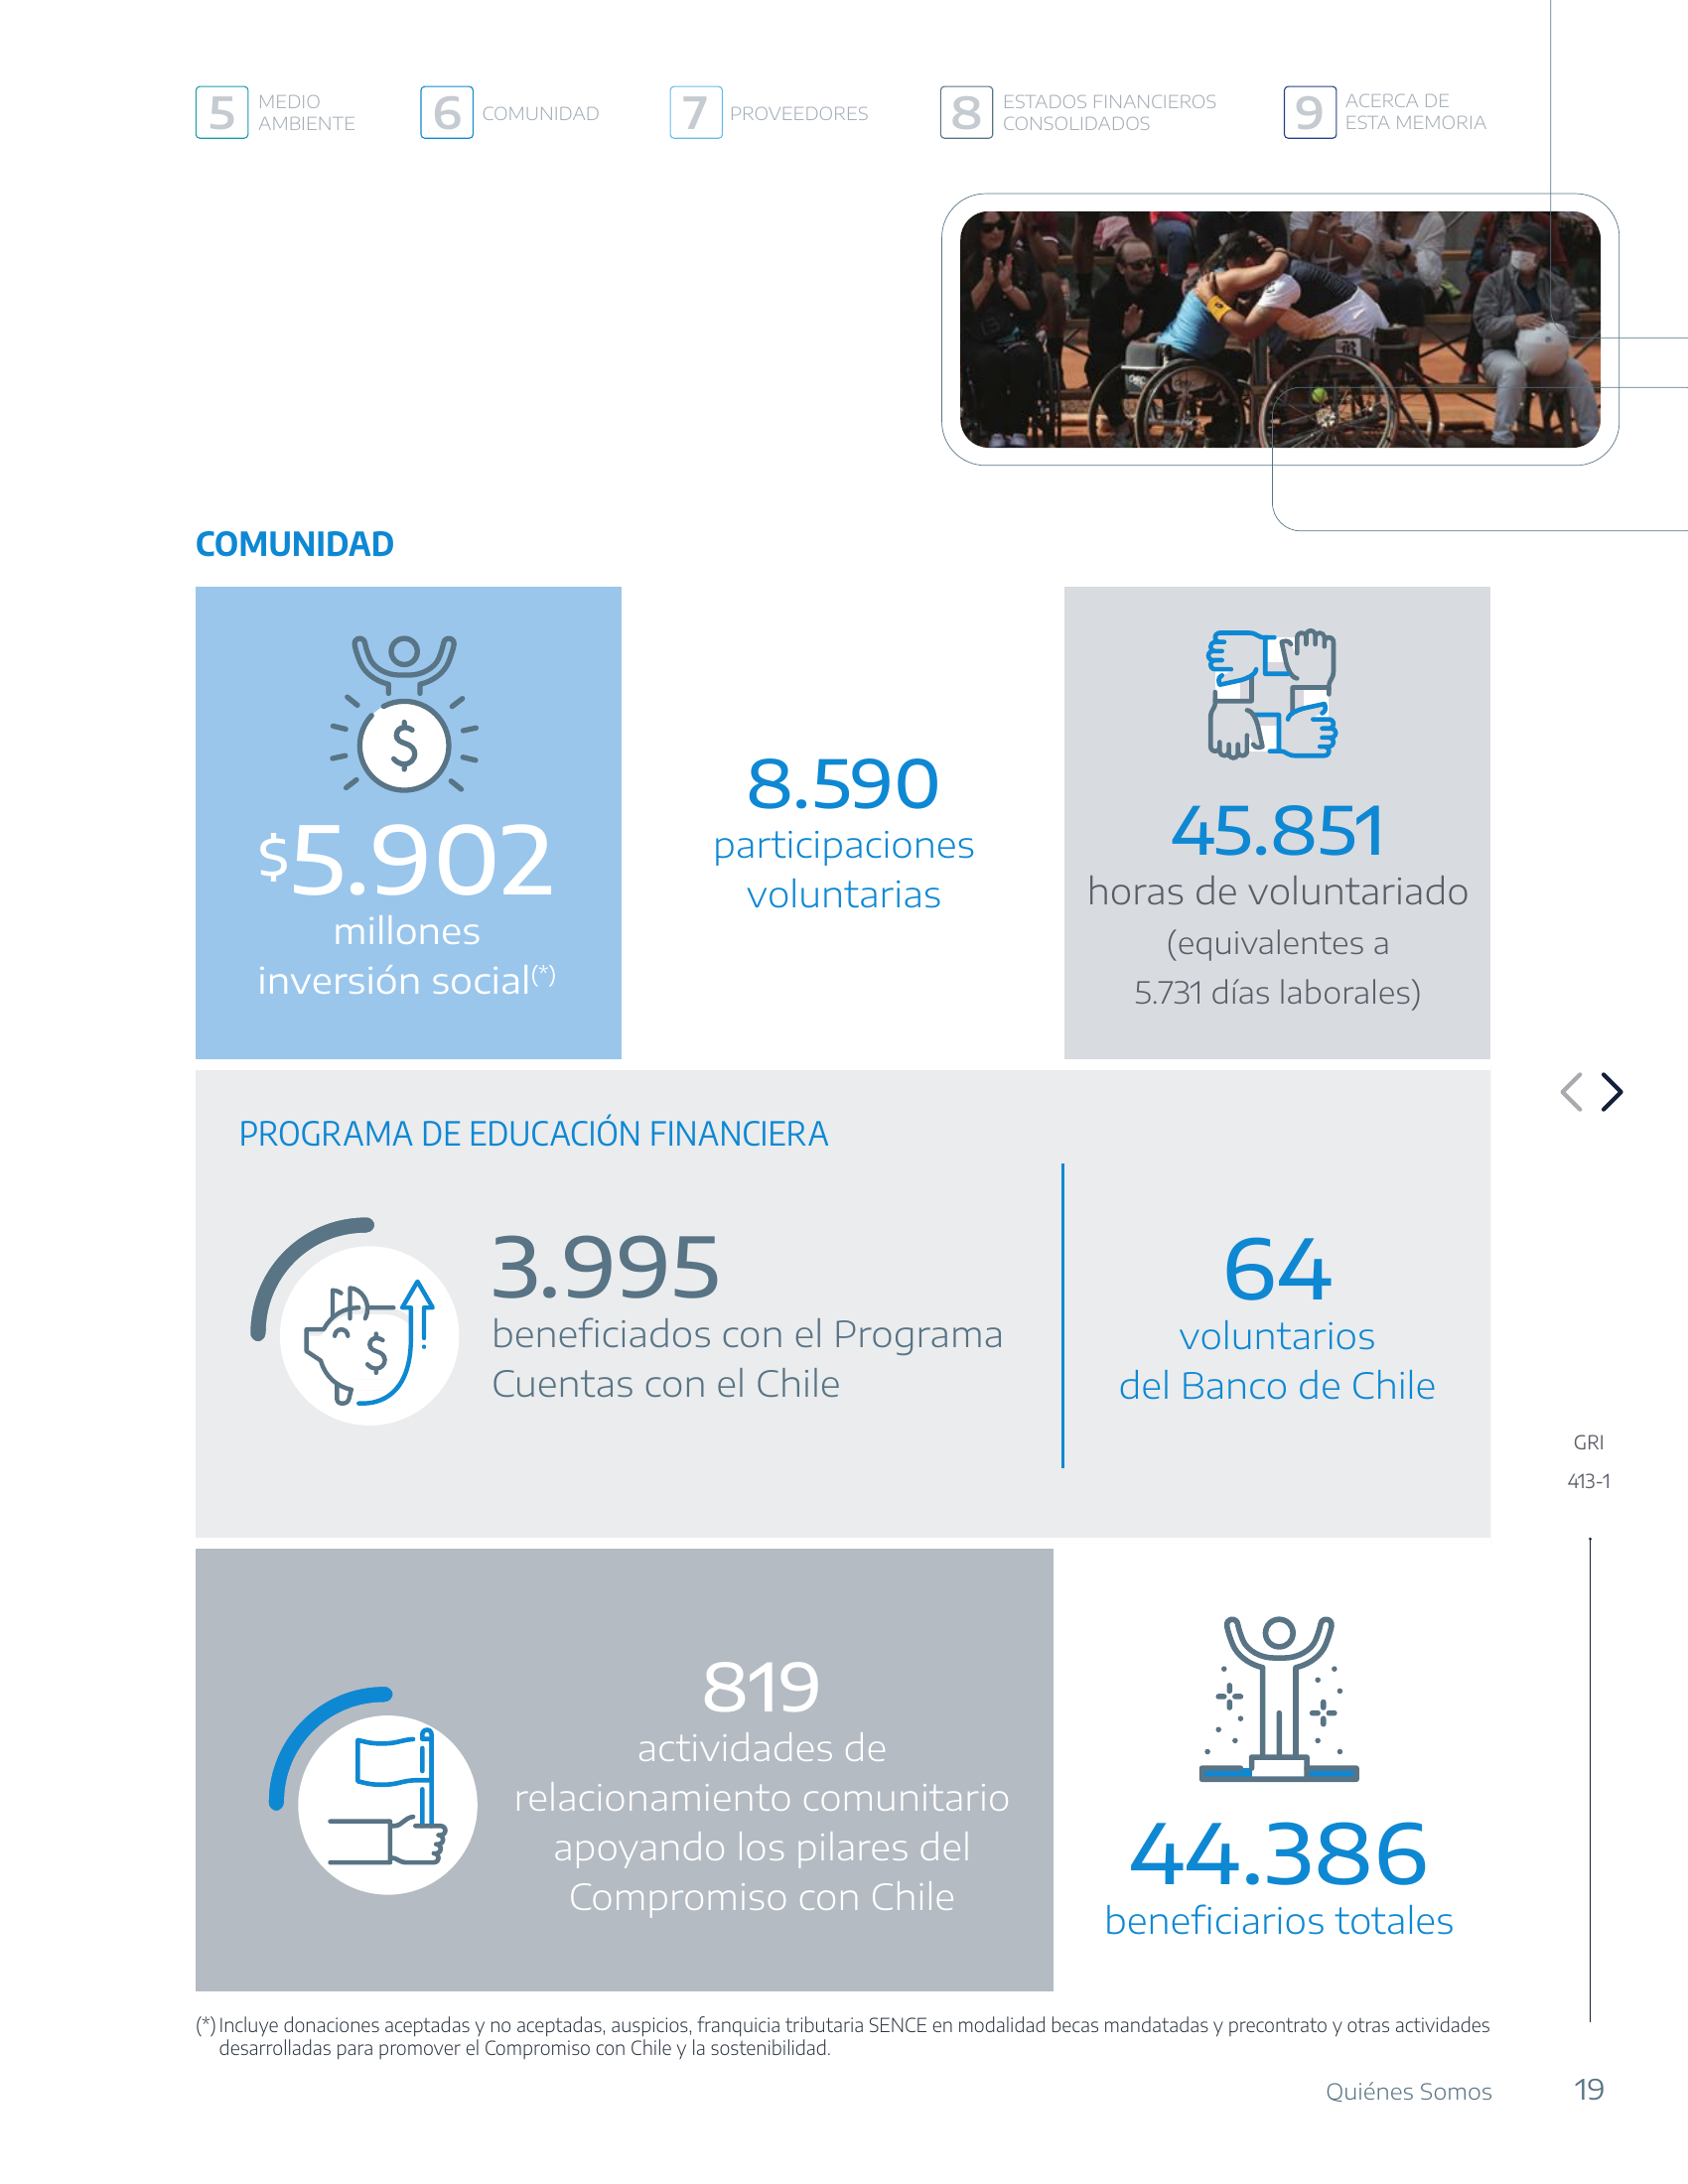 5 MEDIO AMBIENTE
6 COMUNIDAD
7 PROVEEDORES
8 ESTADOS FINANCIEROS CONSOLIDADOS
9 ACERCA DE ESTA MEMORIA
COMUNIDAD
$
$5.902
millones
inversión social(*)
8.590
participaciones
voluntarias
45.851
horas de voluntariado
(equivalentes a
5.731 días laborales)
PROGRAMA DE EDUCACIÓN FINANCIERA
$
3.995
beneficiados con el Programa
Cuentas con el Chile
64
voluntarios
del Banco de Chile
GRI
413-1
819
actividades de
relacionamiento comunitario
apoyando los pilares del
Compromiso con Chile
44.386
beneficiarios totales
(*) Incluye donaciones aceptadas y no aceptadas, auspicios, franquicia tributaria SENCE en modalidad becas mandatadas y precontrato y otras actividades
desarrolladas para promover el Compromiso con Chile y la sostenibilidad.
Quiénes Somos 19